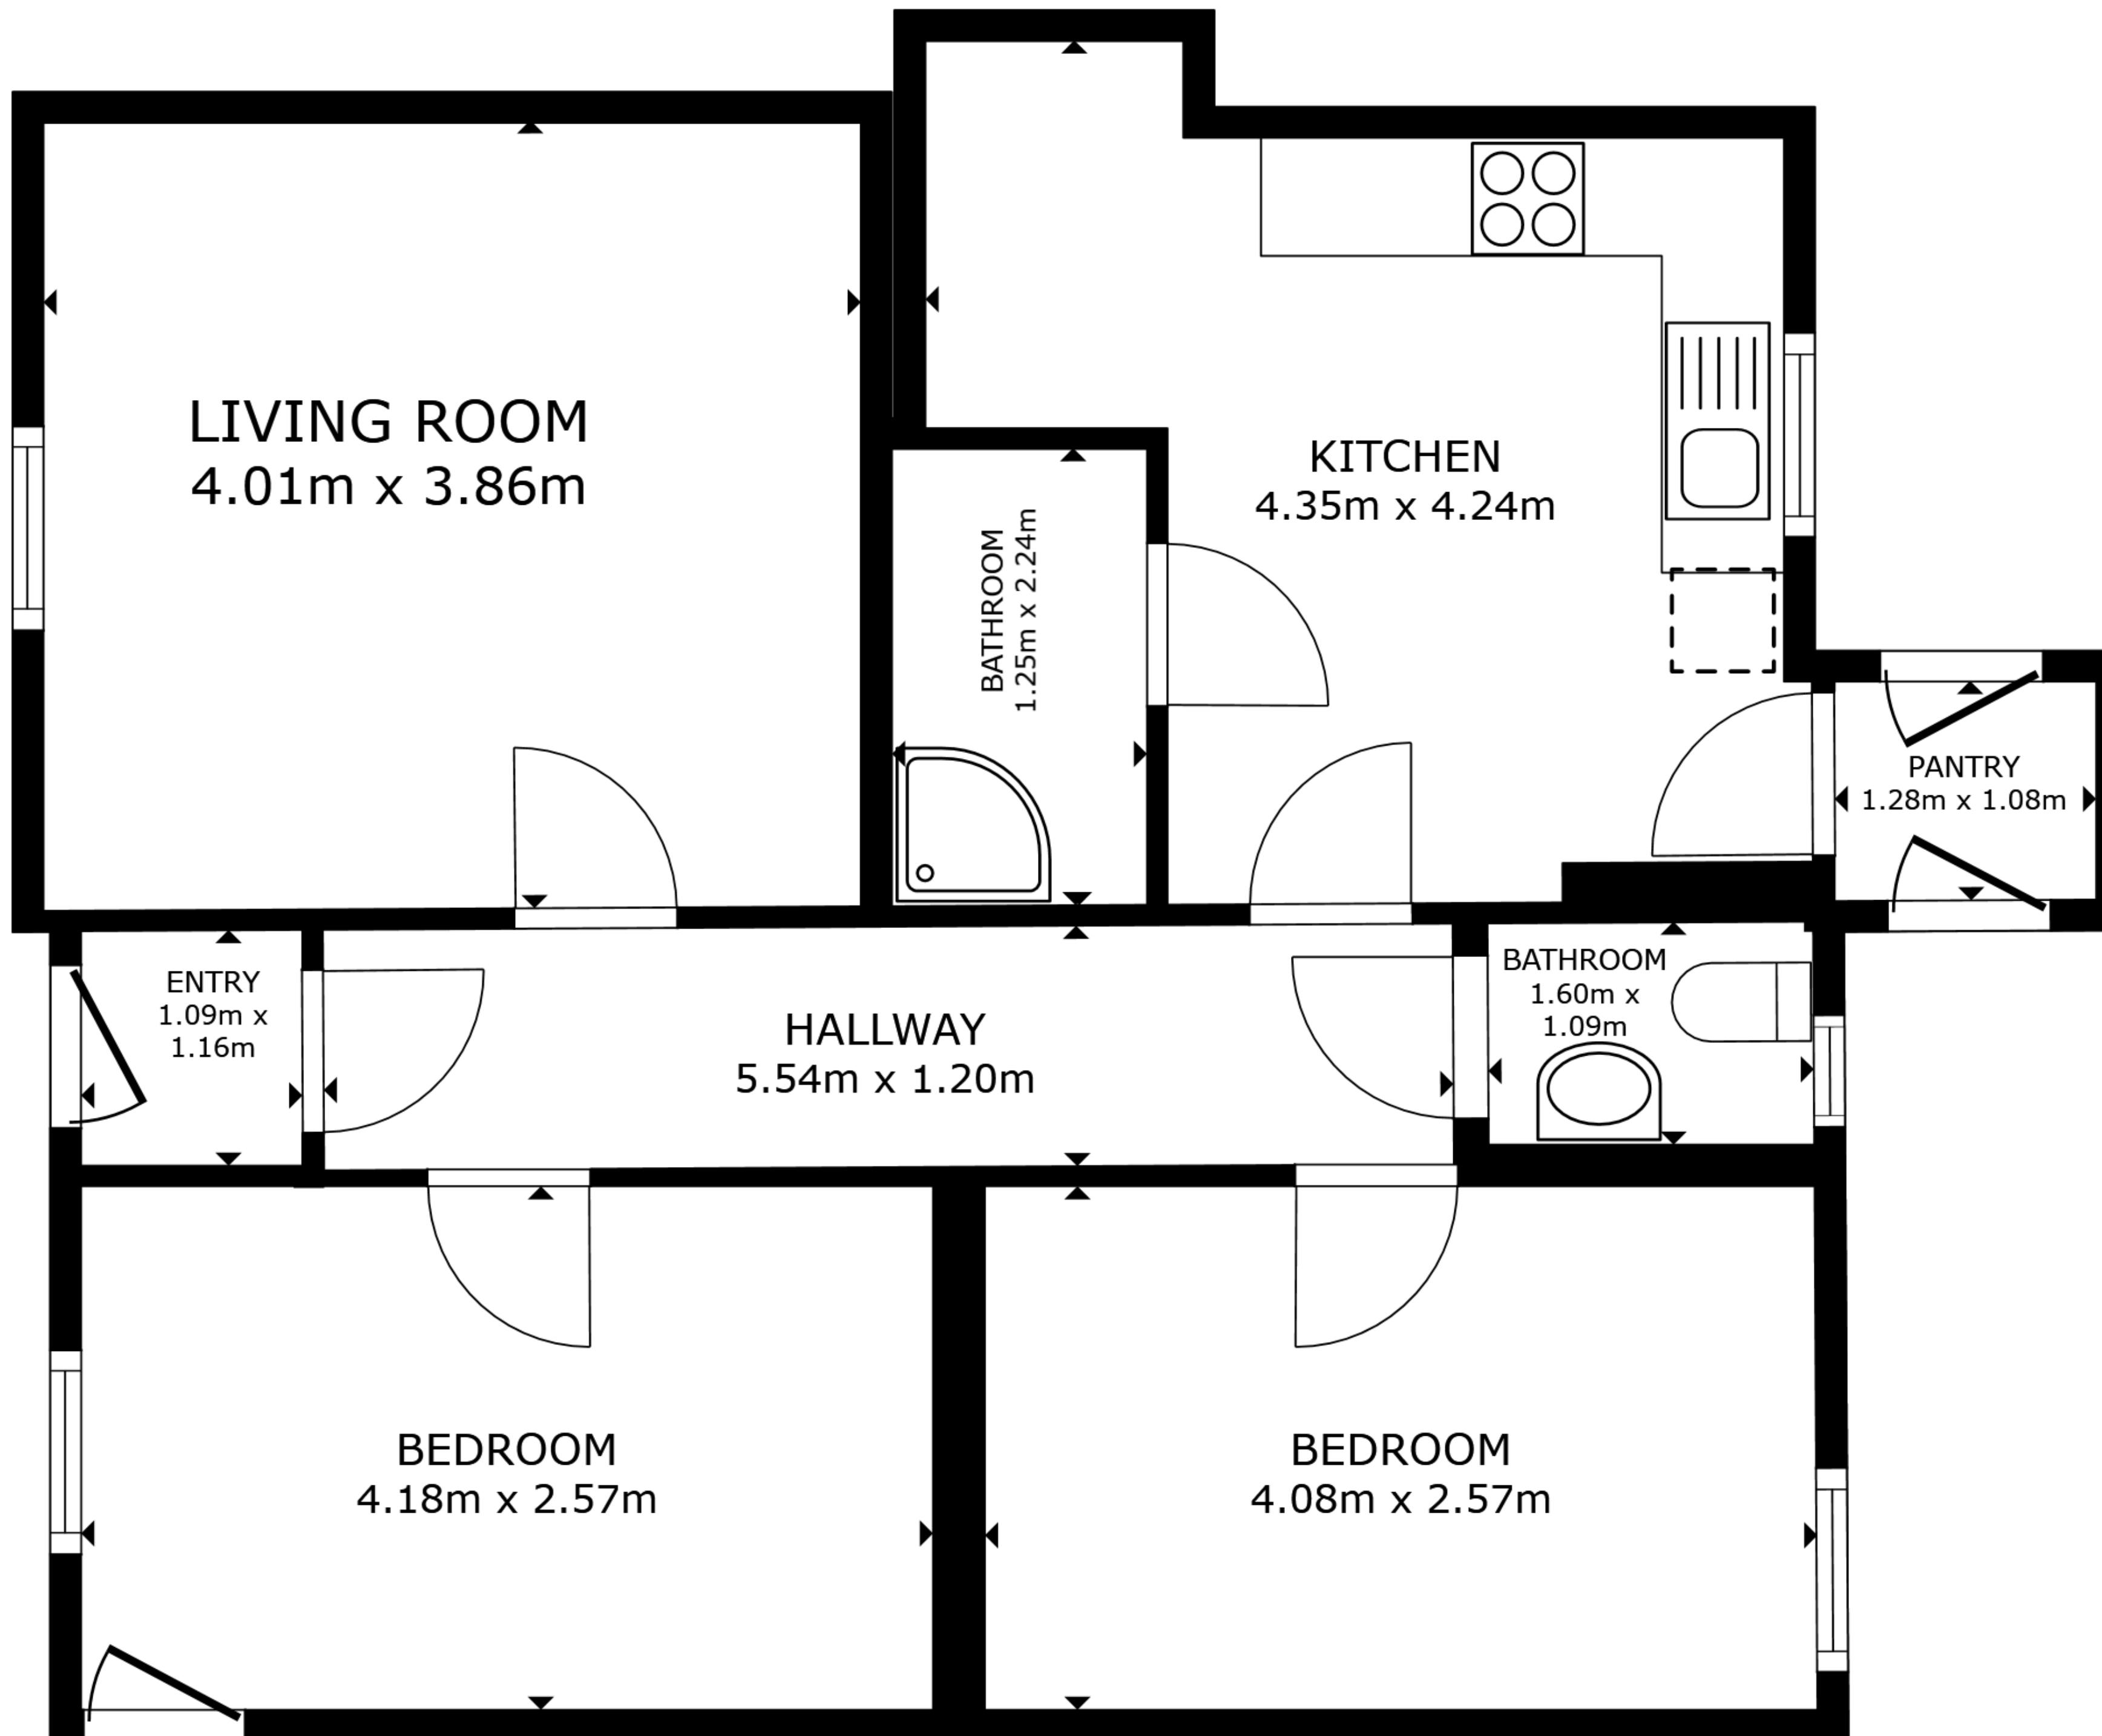 LIVING ROOM
4.01m x 3.86m
KITCHEN
4.35m x 4.24m
BATHROOM
1.25m x 2.24m
PANTRY
1.28m x 1.08m
ENTRY
1.09m x
1.16m
HALLWAY
5.54m x 1.20m
BATHROOM
1.60m x
1.09m
BEDROOM
4.18m x 2.57m
BEDROOM
4.08m x 2.57m